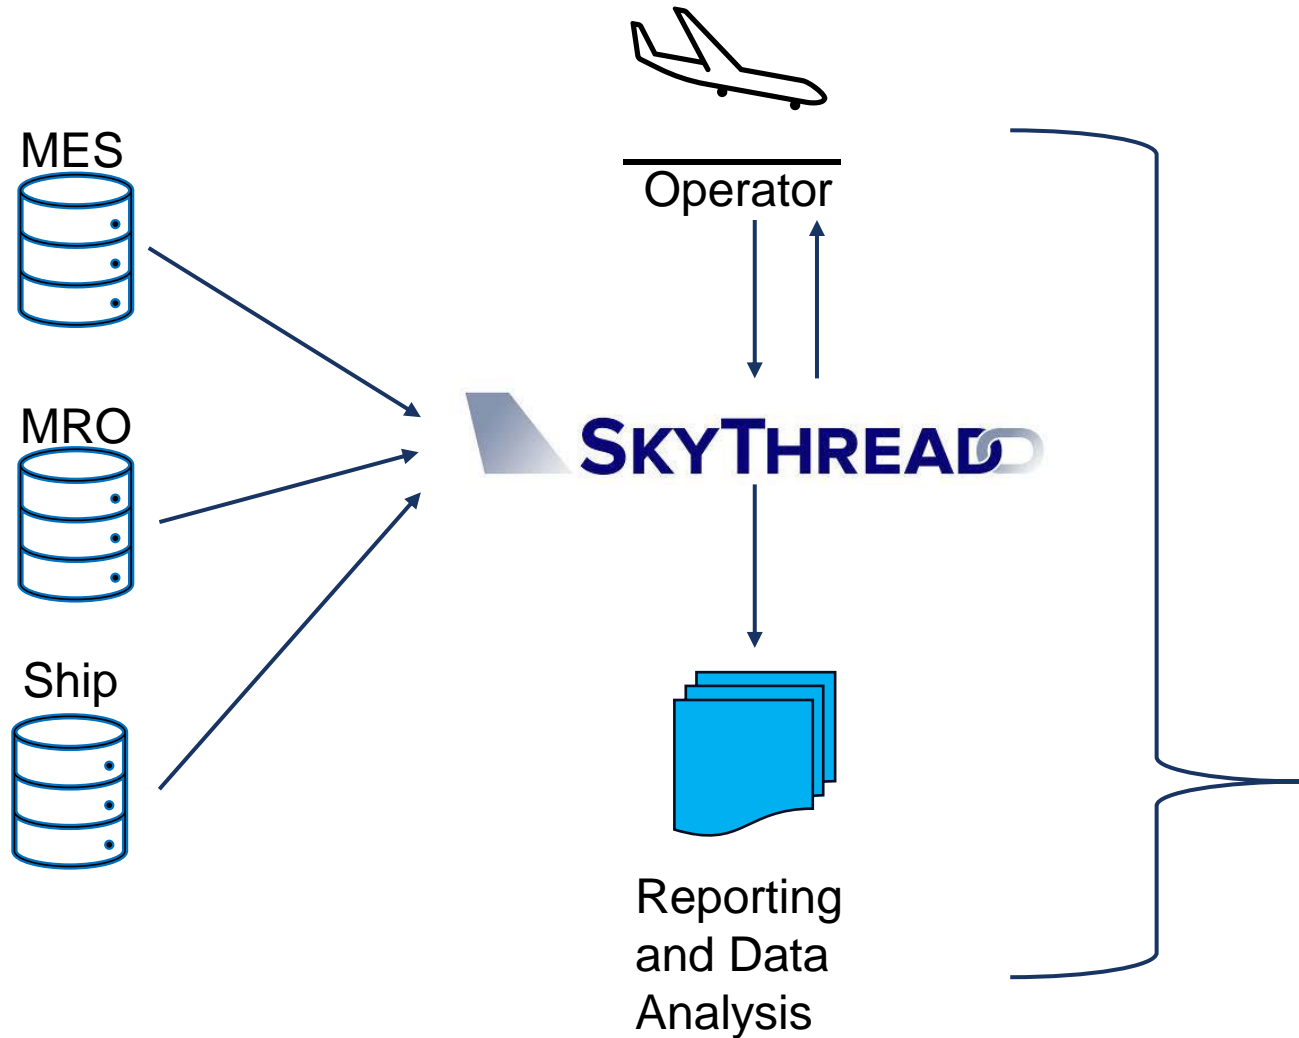 MES
Operator
MRO
SKYTHREAD
Ship
Reporting
and Data
Analysis